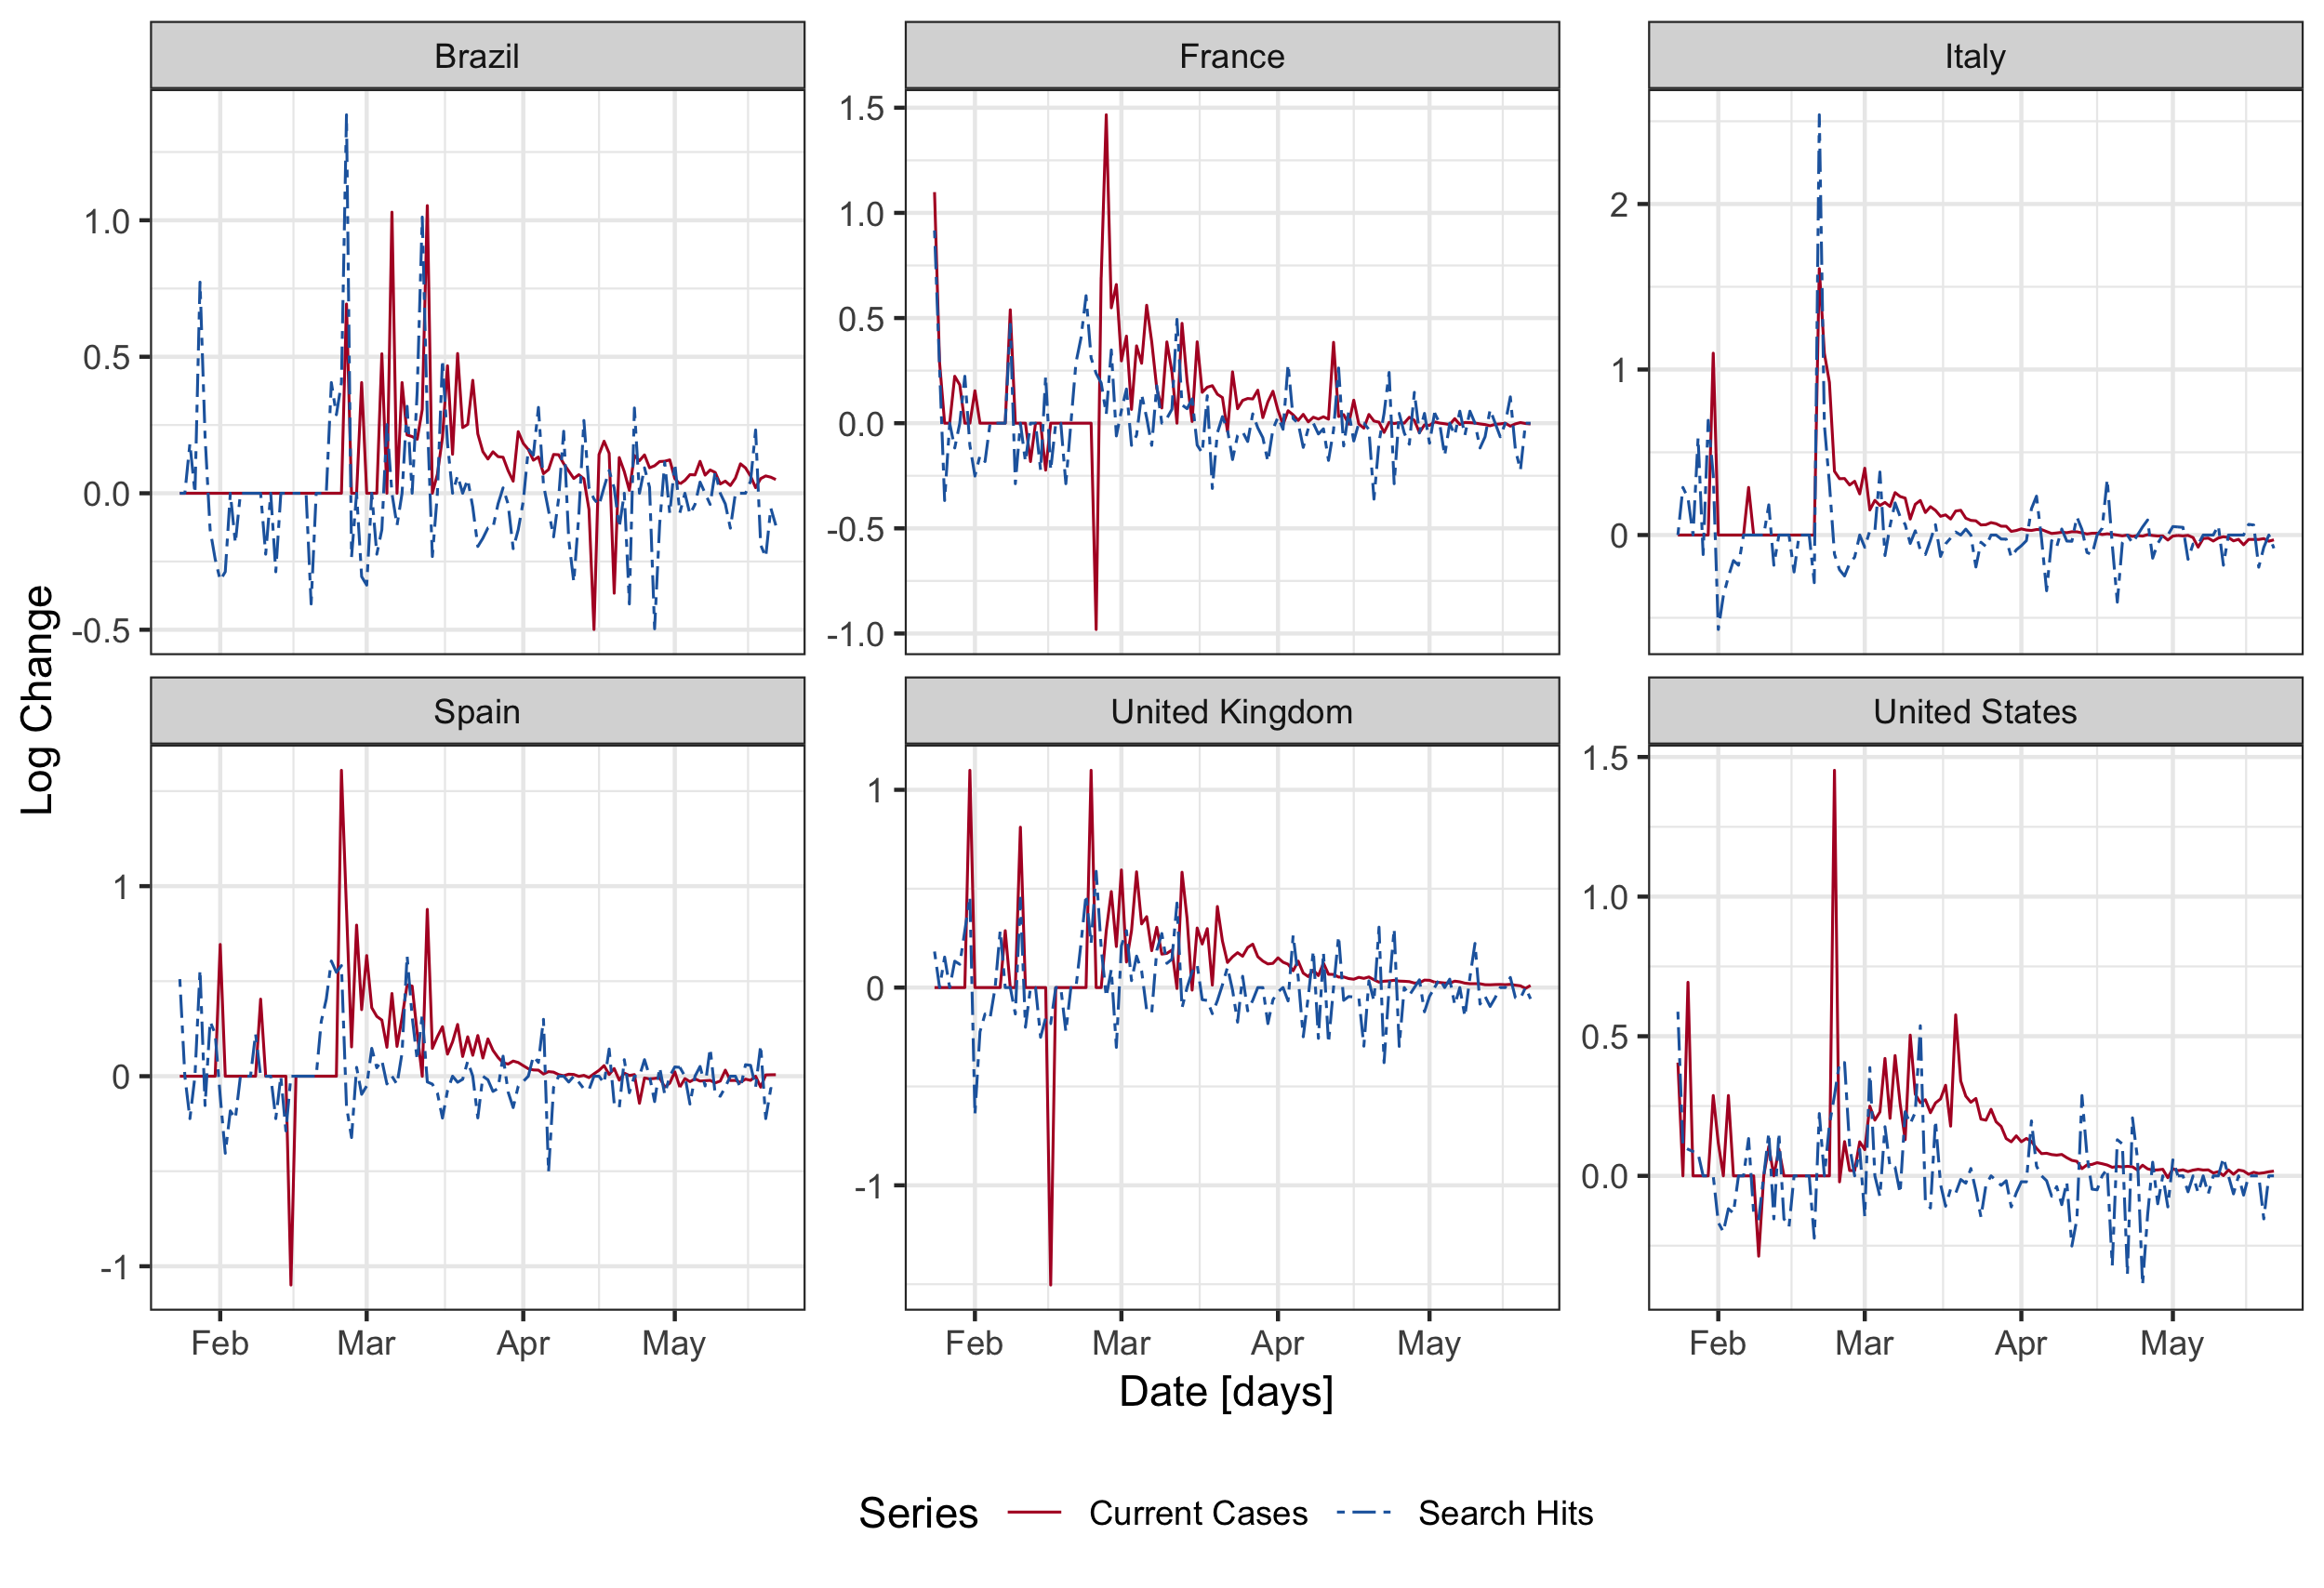 Brazil
France
Italy
1.0
0.5
0.0
-0.5
1.5
1.0
0.5
0.0
-0.5
-1.0
2
1
0
Log Change
Spain
United Kingdom
United States
1
0
-1
1
0
-1
1.5
1.0
0.5
0.0
Feb Mar Apr May
Feb Mar Apr May
Feb Mar Apr May
Date [days]
Series Current Cases Search Hits